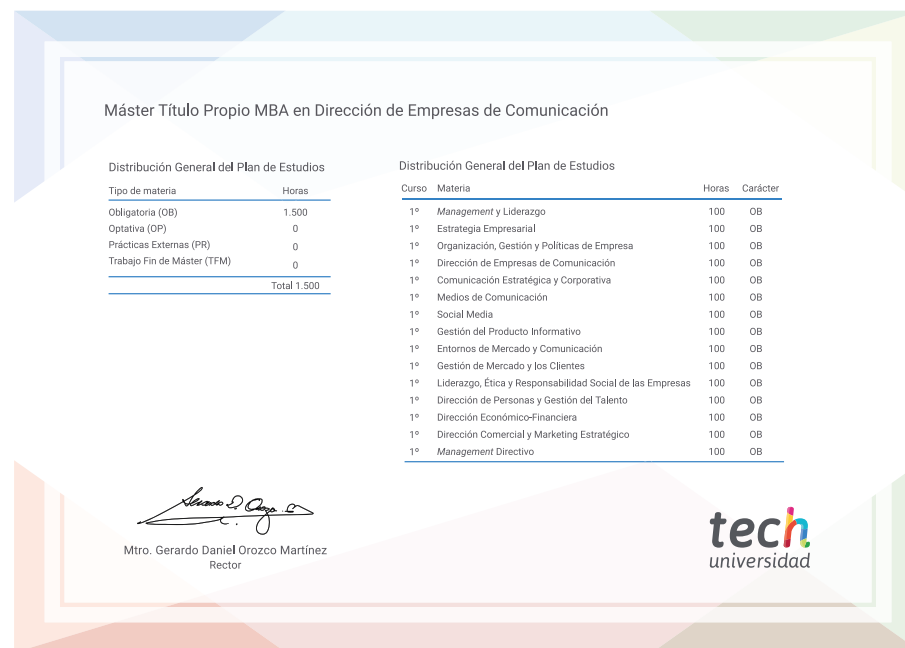 Máster Título Propio MBA en Dirección de Empresas de Comunicación
Distribución General del Plan de Estudios
Tipo de materia Horas
Obligatoria (OB) 1.500
Optativa (OP) 0
Prácticas Externas (PR) 0
Trabajo Fin de Máster (TFM) 0
Total 1.500
Distribución General del Plan de Estudios
Curso Materia Horas Carácter
1º Management y Liderazgo 100 OB
1º Estrategia Empresarial 100 OB
1º Organización, Gestión y Políticas de Empresa 100 OB
1º Dirección de Empresas de Comunicación 100 OB
1º Comunicación Estratégica y Corporativa 100 OB
1º Medios de Comunicación 100 OB
1º Social Media 100 OB
1º Gestión del Producto Informativo 100 OB
1º Entornos de Mercado y Comunicación 100 OB
1º Gestión de Mercado y los Clientes 100 OB
1º Liderazgo, Ética y Responsabilidad Social de las Empresas 100 OB
1º Dirección de Personas y Gestión del Talento 100 OB
1º Dirección Económico-Financiera 100 OB
1º Dirección Comercial y Marketing Estratégico 100 OB
1º Management Directivo 100 OB
Mtro. Gerardo Daniel Orozco Martínez
Rector
tech
universidad